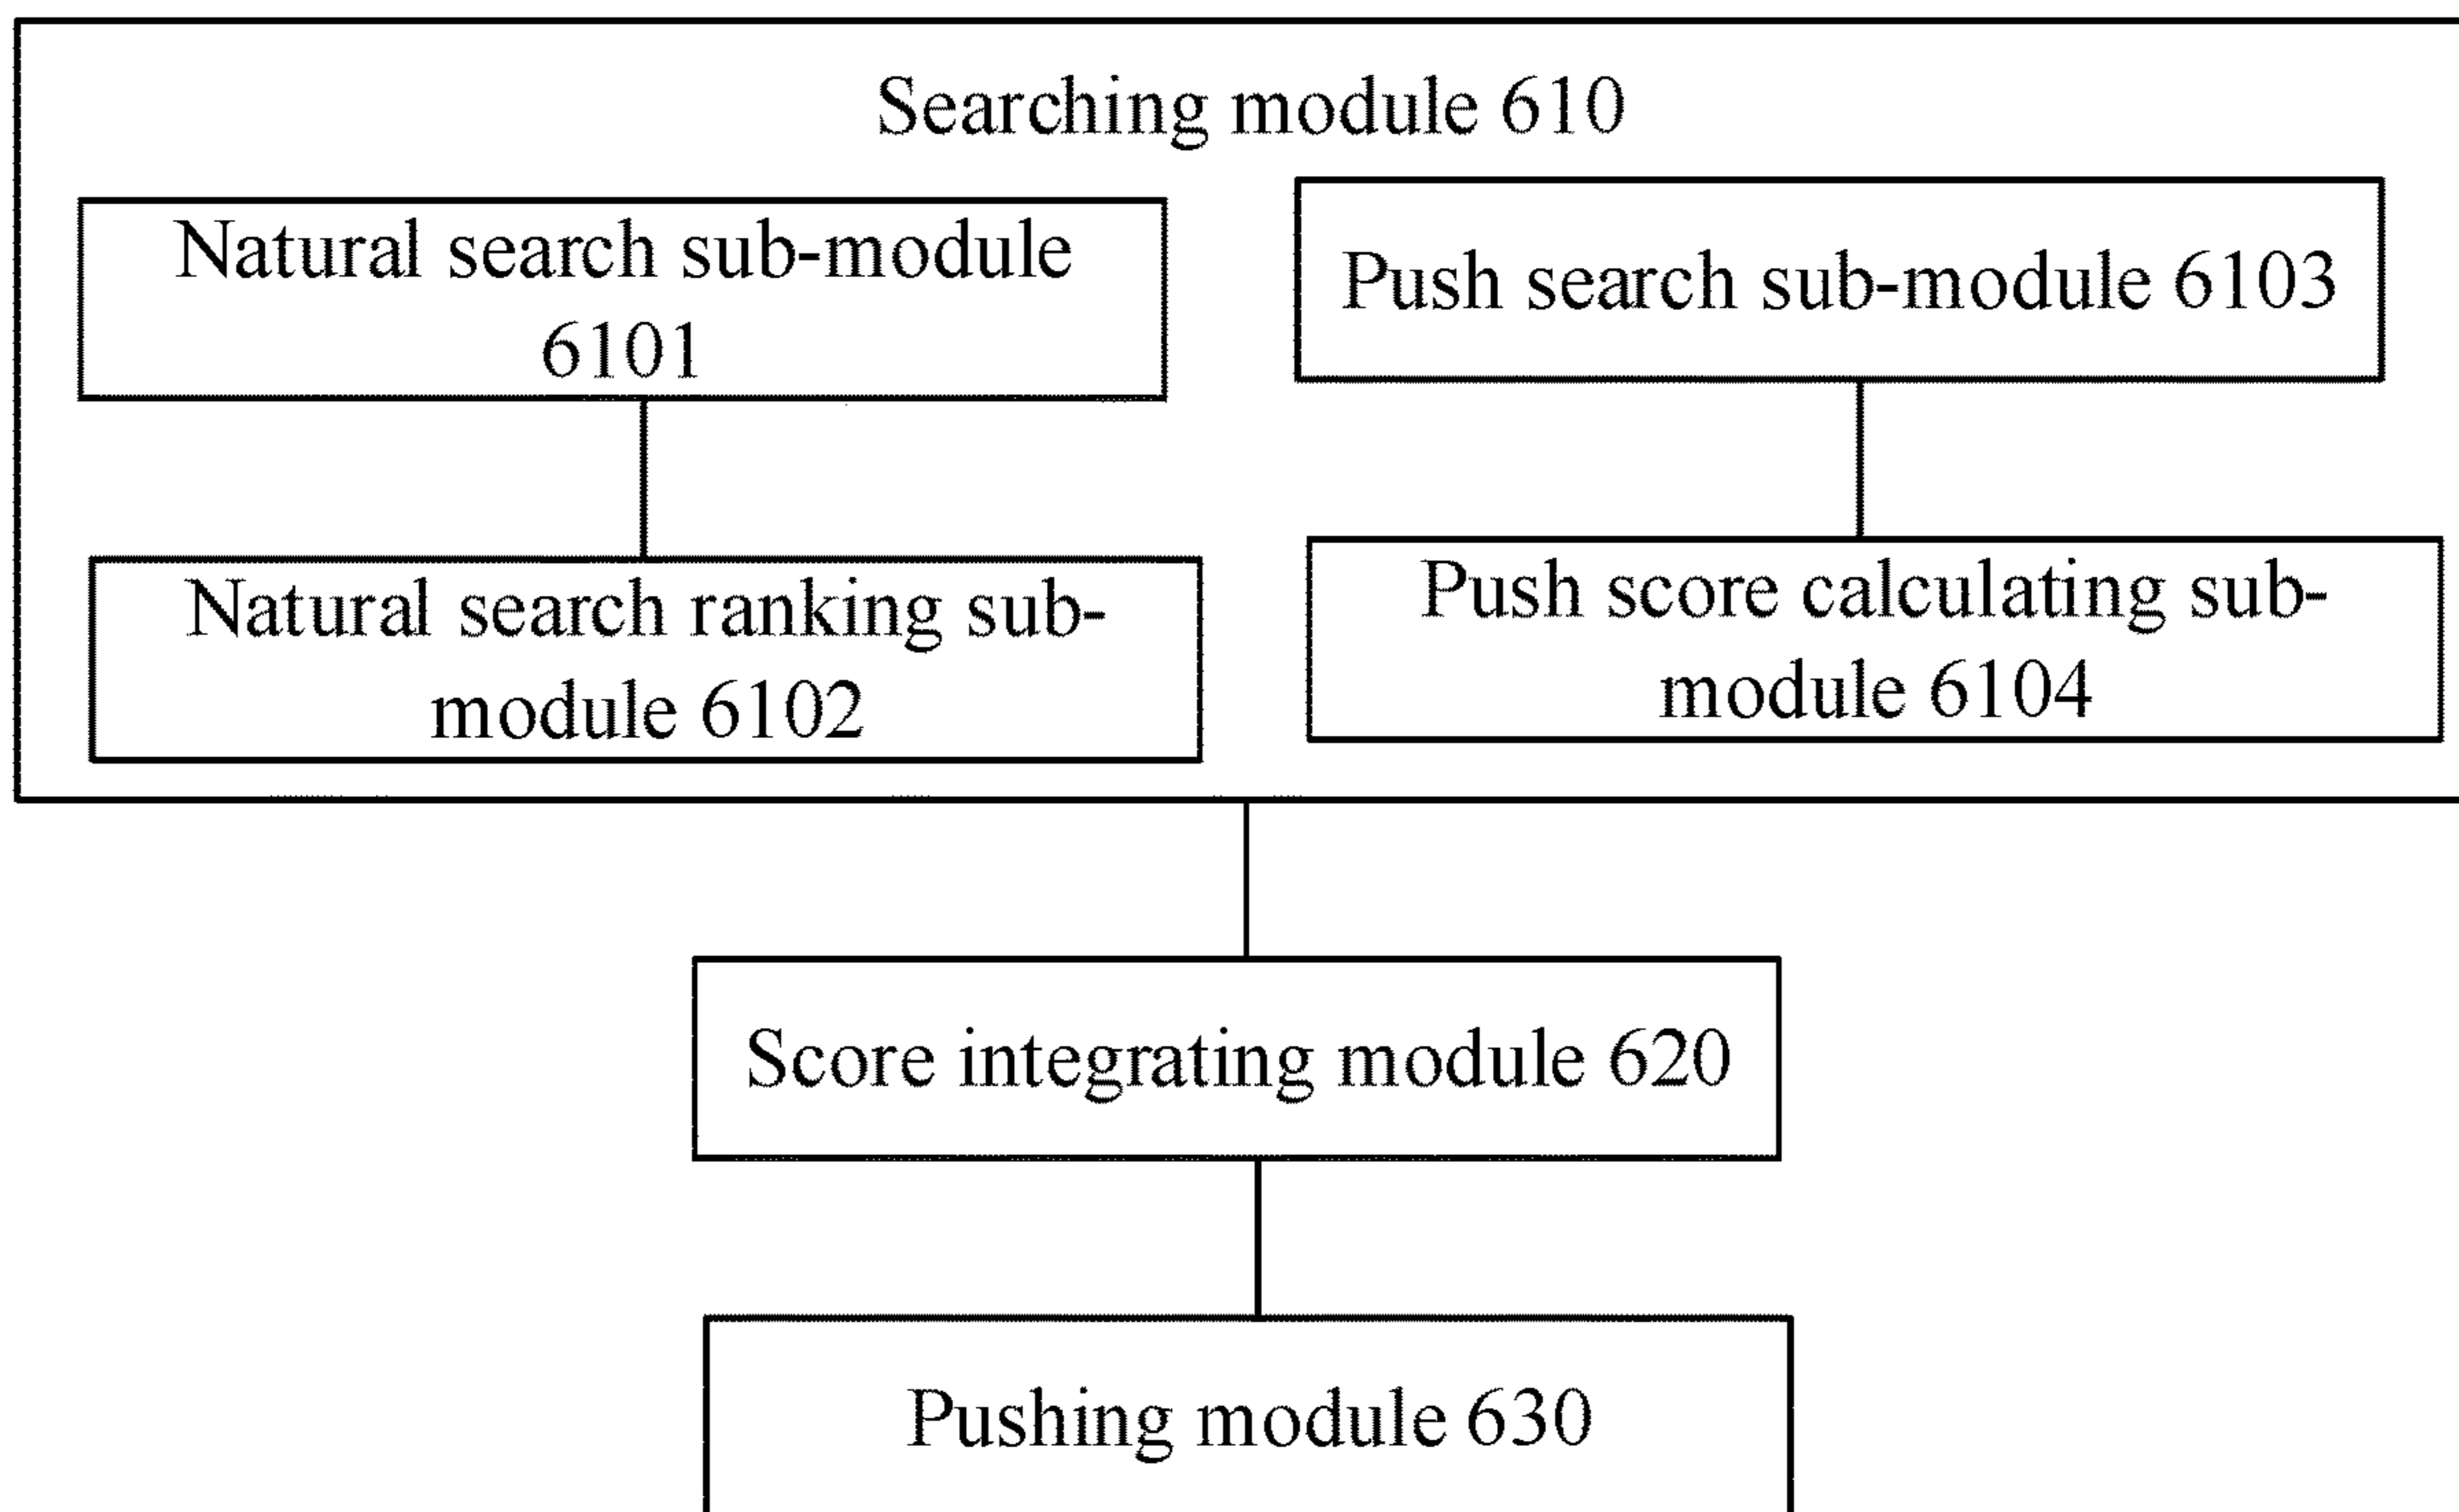 Searching module 610
Natural search sub-module
6101
Push search sub-module 6103
Natural search ranking sub-
module 6102
Push score calculating sub-
module 6104
Score integrating module 620
Pushing module 630